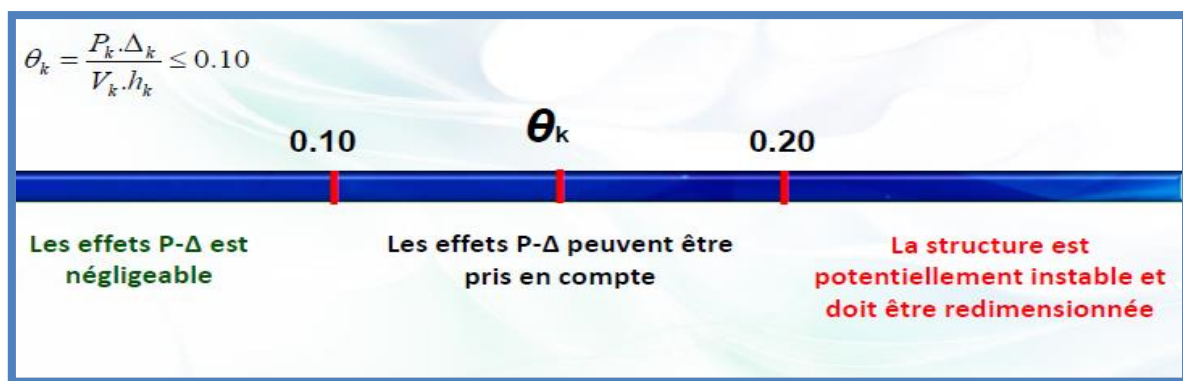 θk = Pk.Δk / Vk.hk ≤ 0.10
0.10 θk 0.20
Les effets P-Δ est
négligeable
Les effets P-Δ peuvent être
pris en compte
La structure est
potentiellement instable et
doit être redimensionnée